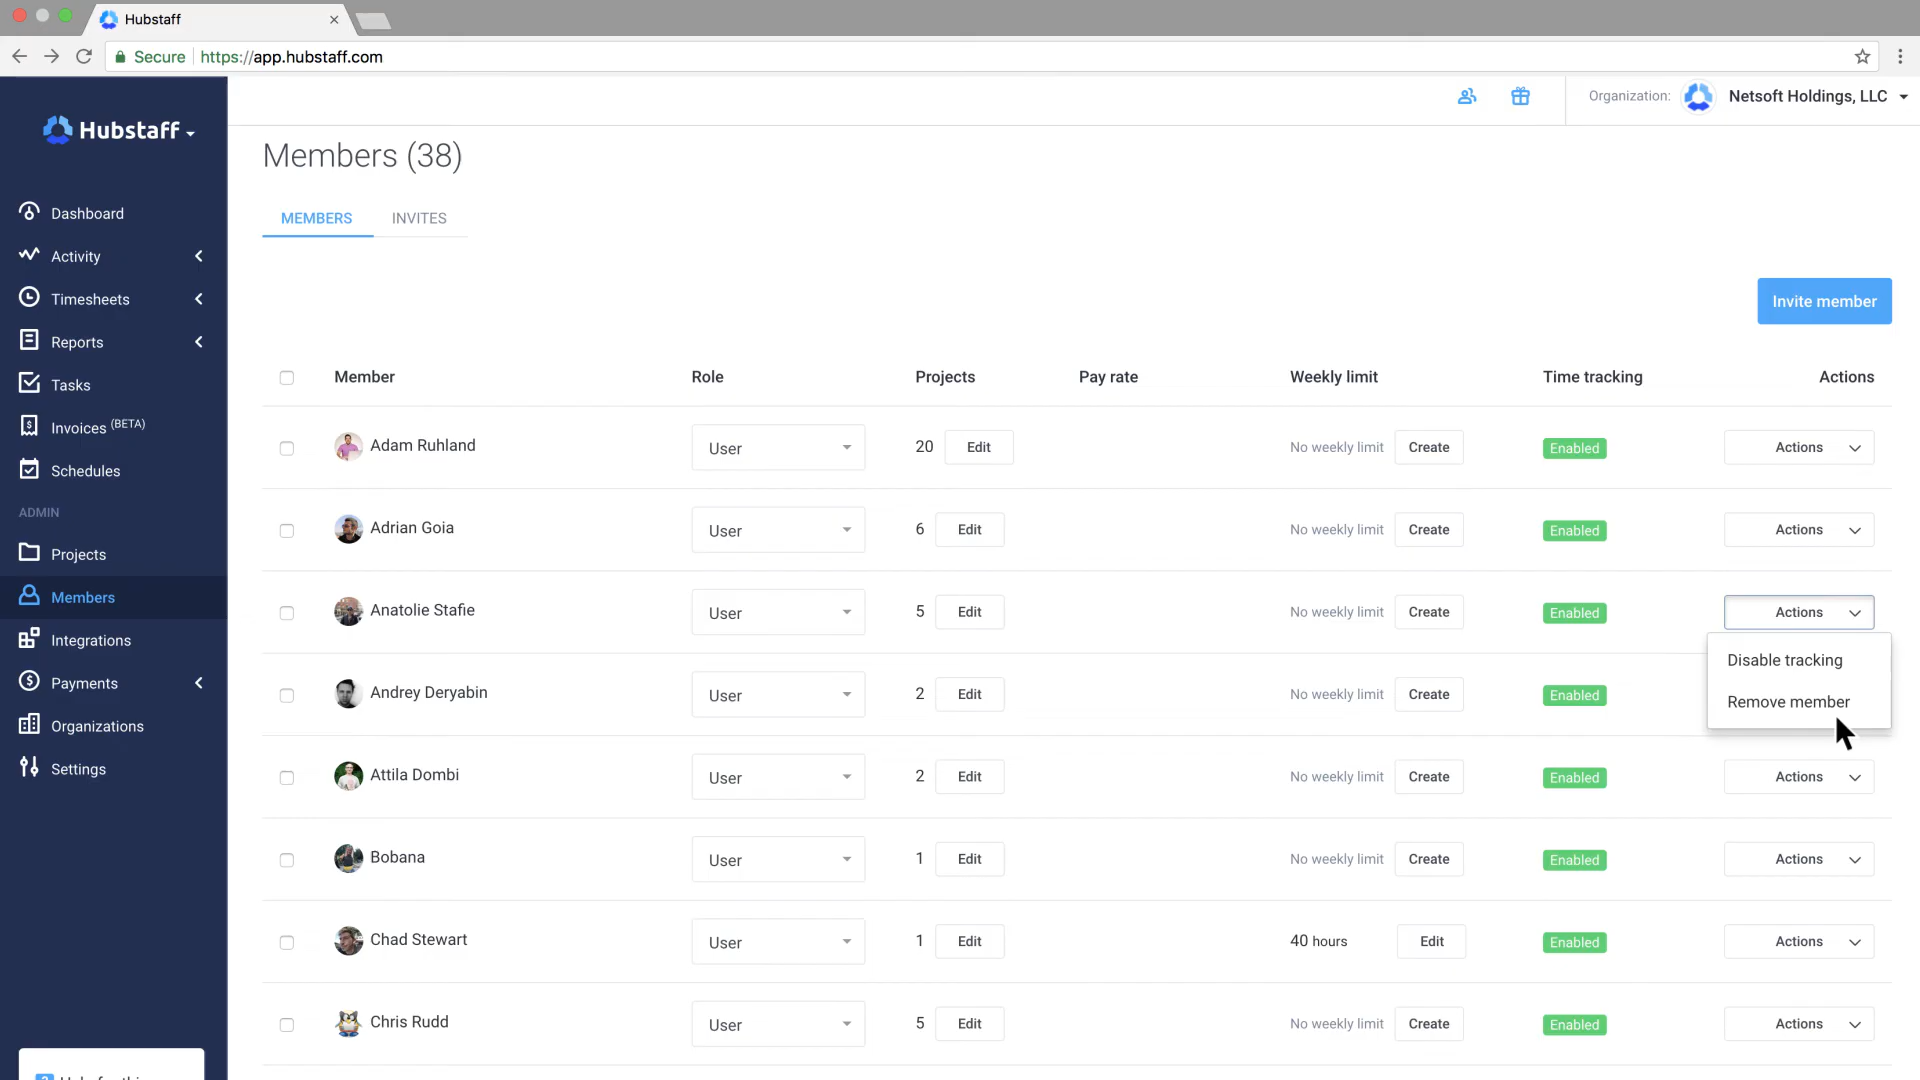 Hubstaff
Secure https://app.hubstaff.com
Organization: Netsoft Holdings, LLC
Hubstaff
Dashboard
Activity
Timesheets
Reports
Tasks
Invoices (BETA)
Schedules
ADMIN
Projects
Members
Integrations
Payments
Organizations
Settings
Members (38)
MEMBERS INVITES
Invite member
Member Role Projects Pay rate Weekly limit Time tracking Actions
Adam Ruhland User 20 Edit No weekly limit Create Enabled Actions
Adrian Goia User 6 Edit No weekly limit Create Enabled Actions
Anatolie Stafie User 5 Edit No weekly limit Create Enabled Actions
Disable tracking
Remove member
Andrey Deryabin User 2 Edit No weekly limit Create Enabled
Attila Dombi User 2 Edit No weekly limit Create Enabled Actions
Bobana User 1 Edit No weekly limit Create Enabled Actions
Chad Stewart User 1 Edit 40 hours Edit Enabled Actions
Chris Rudd User 5 Edit No weekly limit Create Enabled Actions